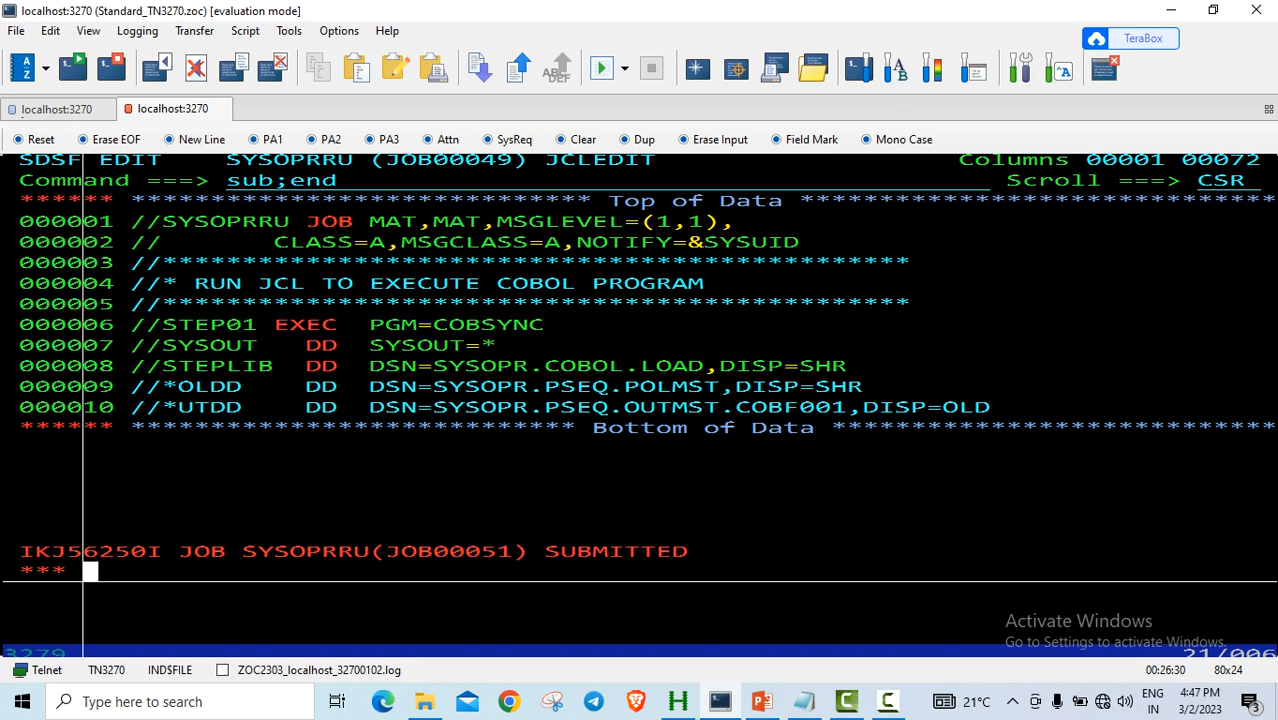 localhost:3270 (Standard_TN3270.zoc) [evaluation mode]
File Edit View Logging Transfer Script Tools Options Help
TeraBox
localhost:3270 localhost:3270
Reset Erase EOF New Line PA1 PA2 PA3 Attn SysReq Clear Dup Erase Input Field Mark Mono Case
SDSF EDIT SYSOPRRU (JOB00049) JCLEDIT Columns 00001 00072
Command ===> sub;end Scroll ===> CSR
****** **************************** Top of Data ******************************
000001 //SYSOPRRU JOB MAT,MAT,MSGLEVEL=(1,1),
000002 // CLASS=A,MSGCLASS=A,NOTIFY=&SYSUID
000003 //***********************************************
000004 //* RUN JCL TO EXECUTE COBOL PROGRAM
000005 //***********************************************
000006 //STEP01 EXEC PGM=COBSYNC
000007 //SYSOUT DD SYSOUT=*
000008 //STEPLIB DD DSN=SYSOPR.COBOL.LOAD,DISP=SHR
000009 //*OLDD DD DSN=SYSOPR.PSEQ.POLMST,DISP=SHR
000010 //*UTDD DD DSN=SYSOPR.PSEQ.OUTMST.COBF001,DISP=OLD
****** **************************** Bottom of Data ****************************
IKJ56250I JOB SYSOPRRU(JOB00051) SUBMITTED
***
Activate Windows
Go to Settings to activate Windows.
3279 21/006
Telnet TN3270 IND$FILE ZOC2303_localhost_32700102.log 00:26:30 80x24
Type here to search 21°C ENG IN 4:47 PM 3/2/2023 3